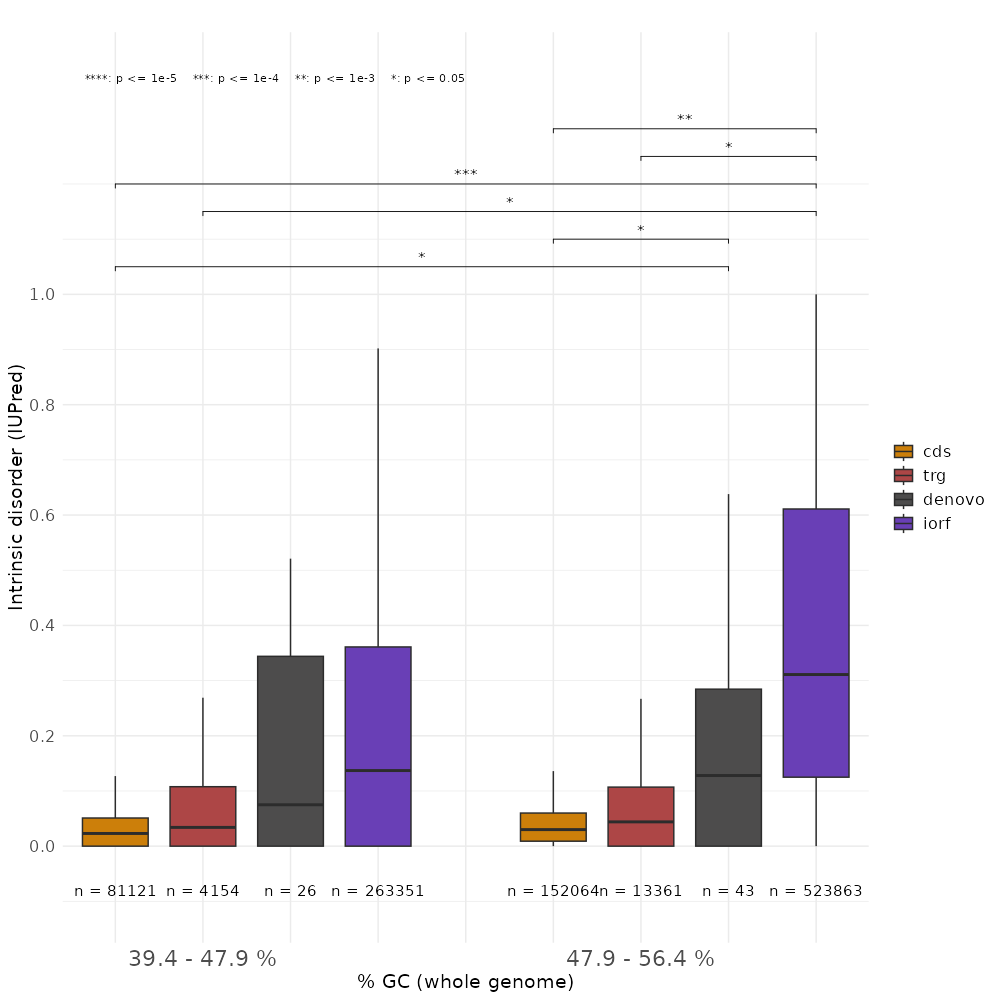 ****: p <= 1e-5 ***: p <= 1e-4 **: p <= 1e-3 *: p <= 0.05
**
*
***
*
*
*
1.0
0.8
0.6
0.4
0.2
0.0
Intrinsic disorder (IUPred)
cds
trg
denovo
iorf
n = 81121 n = 4154 n = 26 n = 263351 n = 152064 n = 13361 n = 43 n = 523863
39.4 - 47.9 % 47.9 - 56.4 %
% GC (whole genome)